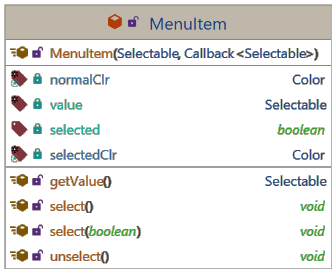 MenuItem
MenuItem(Selectable, Callback <Selectable>)
normalClr Color
value Selectable
selected boolean
selectedClr Color
getValue() Selectable
select() void
select(boolean) void
unselect() void